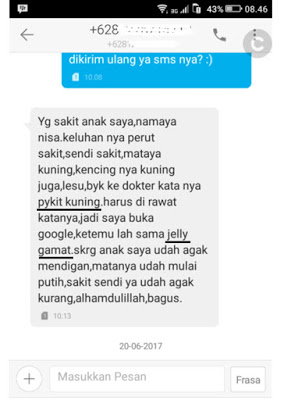 3G 43% 08.46
+628
+628
C
dikirim ulang ya sms nya? :)
10.08
Yg sakit anak saya,namaya
nisa.keluhan nya perut
sakit,sendi sakit,mataya
kuning,kencing nya kuning
juga,lesu,byk ke dokter kata nya
pykit kuning.harus di rawat
katanya,jadi saya buka
google,ketemu lah sama jelly
gamat.skrg anak saya udah agak
mendigan,matanya udah mulai
putih,sakit sendi ya udah agak
kurang,alhamdulillah,bagus.
10.13
20-06-2017
Masukkan Pesan
Frasa